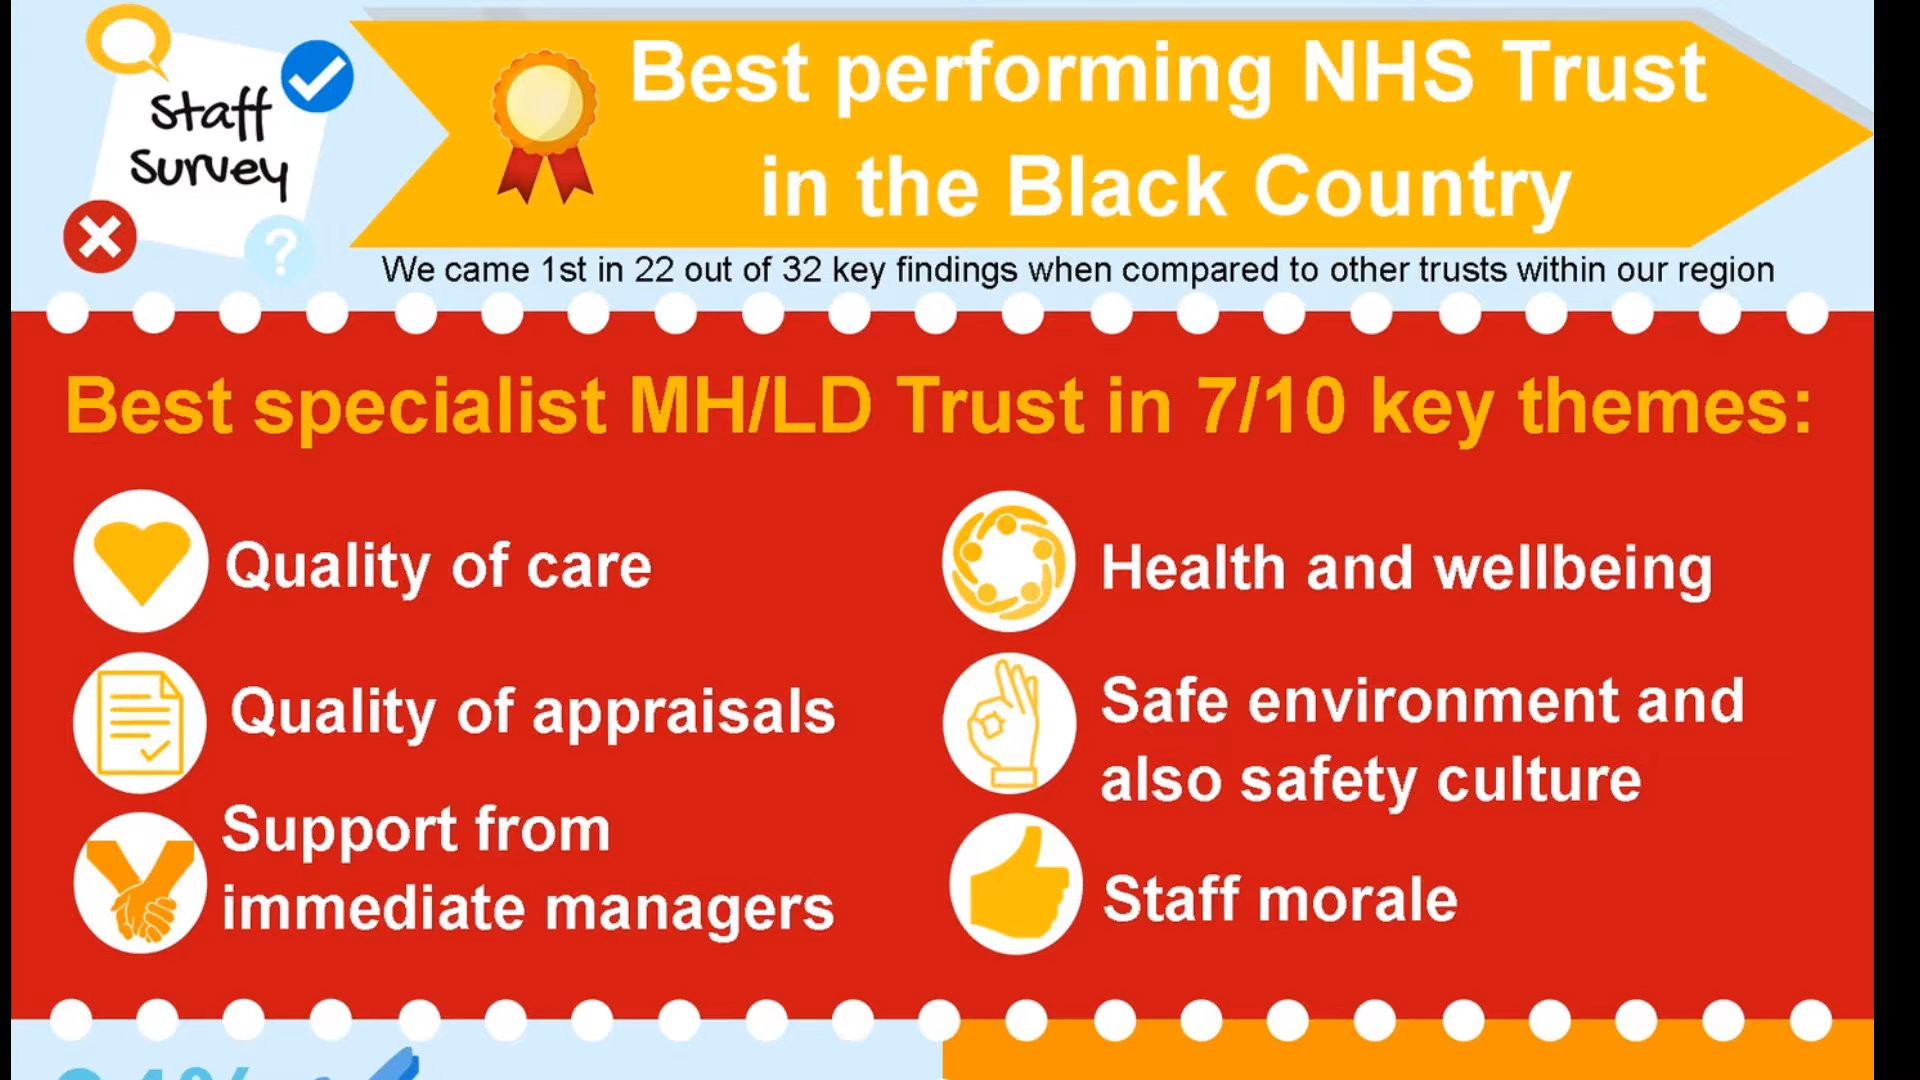 Staff
Survey
?
Best performing NHS Trust
in the Black Country
We came 1st in 22 out of 32 key findings when compared to other trusts within our region
Best specialist MH/LD Trust in 7/10 key themes:
Quality of care
Health and wellbeing
Quality of appraisals
Safe environment and
also safety culture
Support from
immediate managers
Staff morale